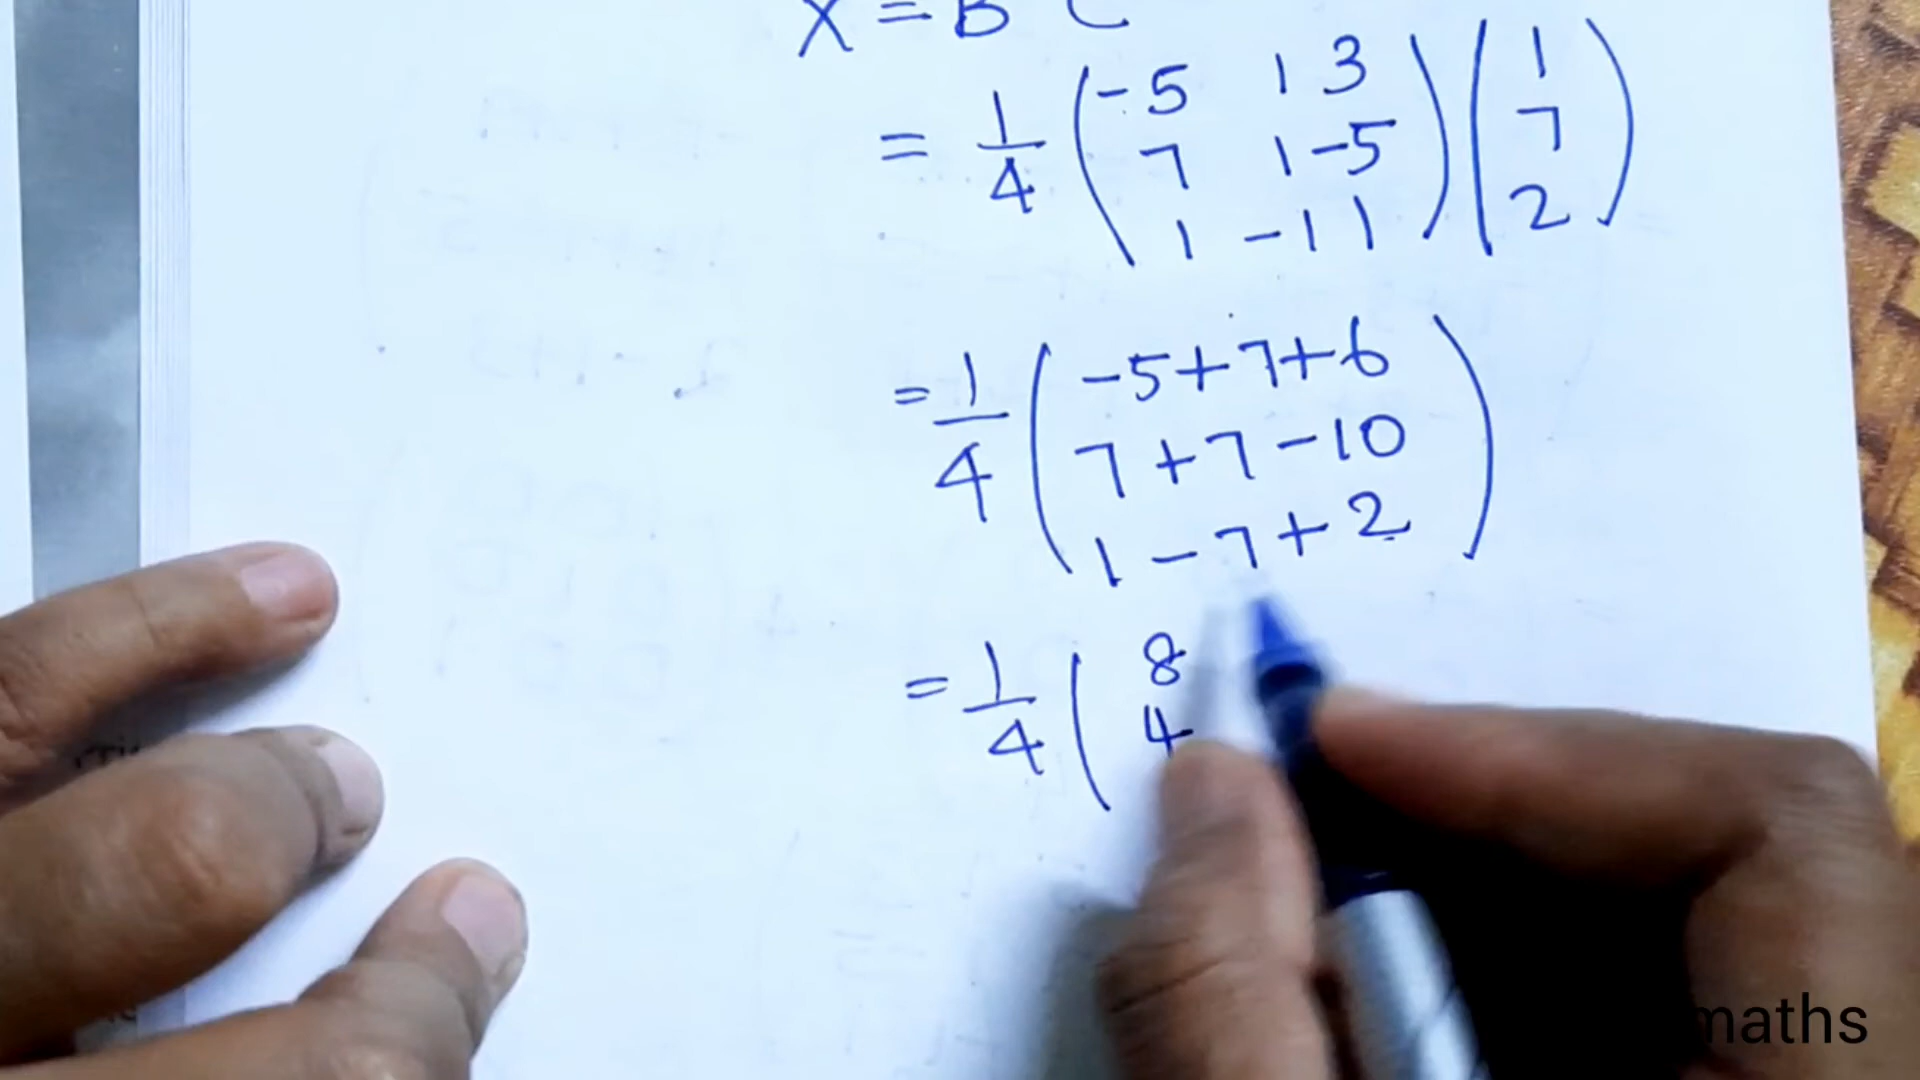 X = B C
= 1/4 ( -5 1 3 ) ( 1 )
7 1 -5 7
1 -1 1 2
= 1/4 ( -5+7+6 )
7+7-10
1-7+2
= 1/4 ( 8
4
maths